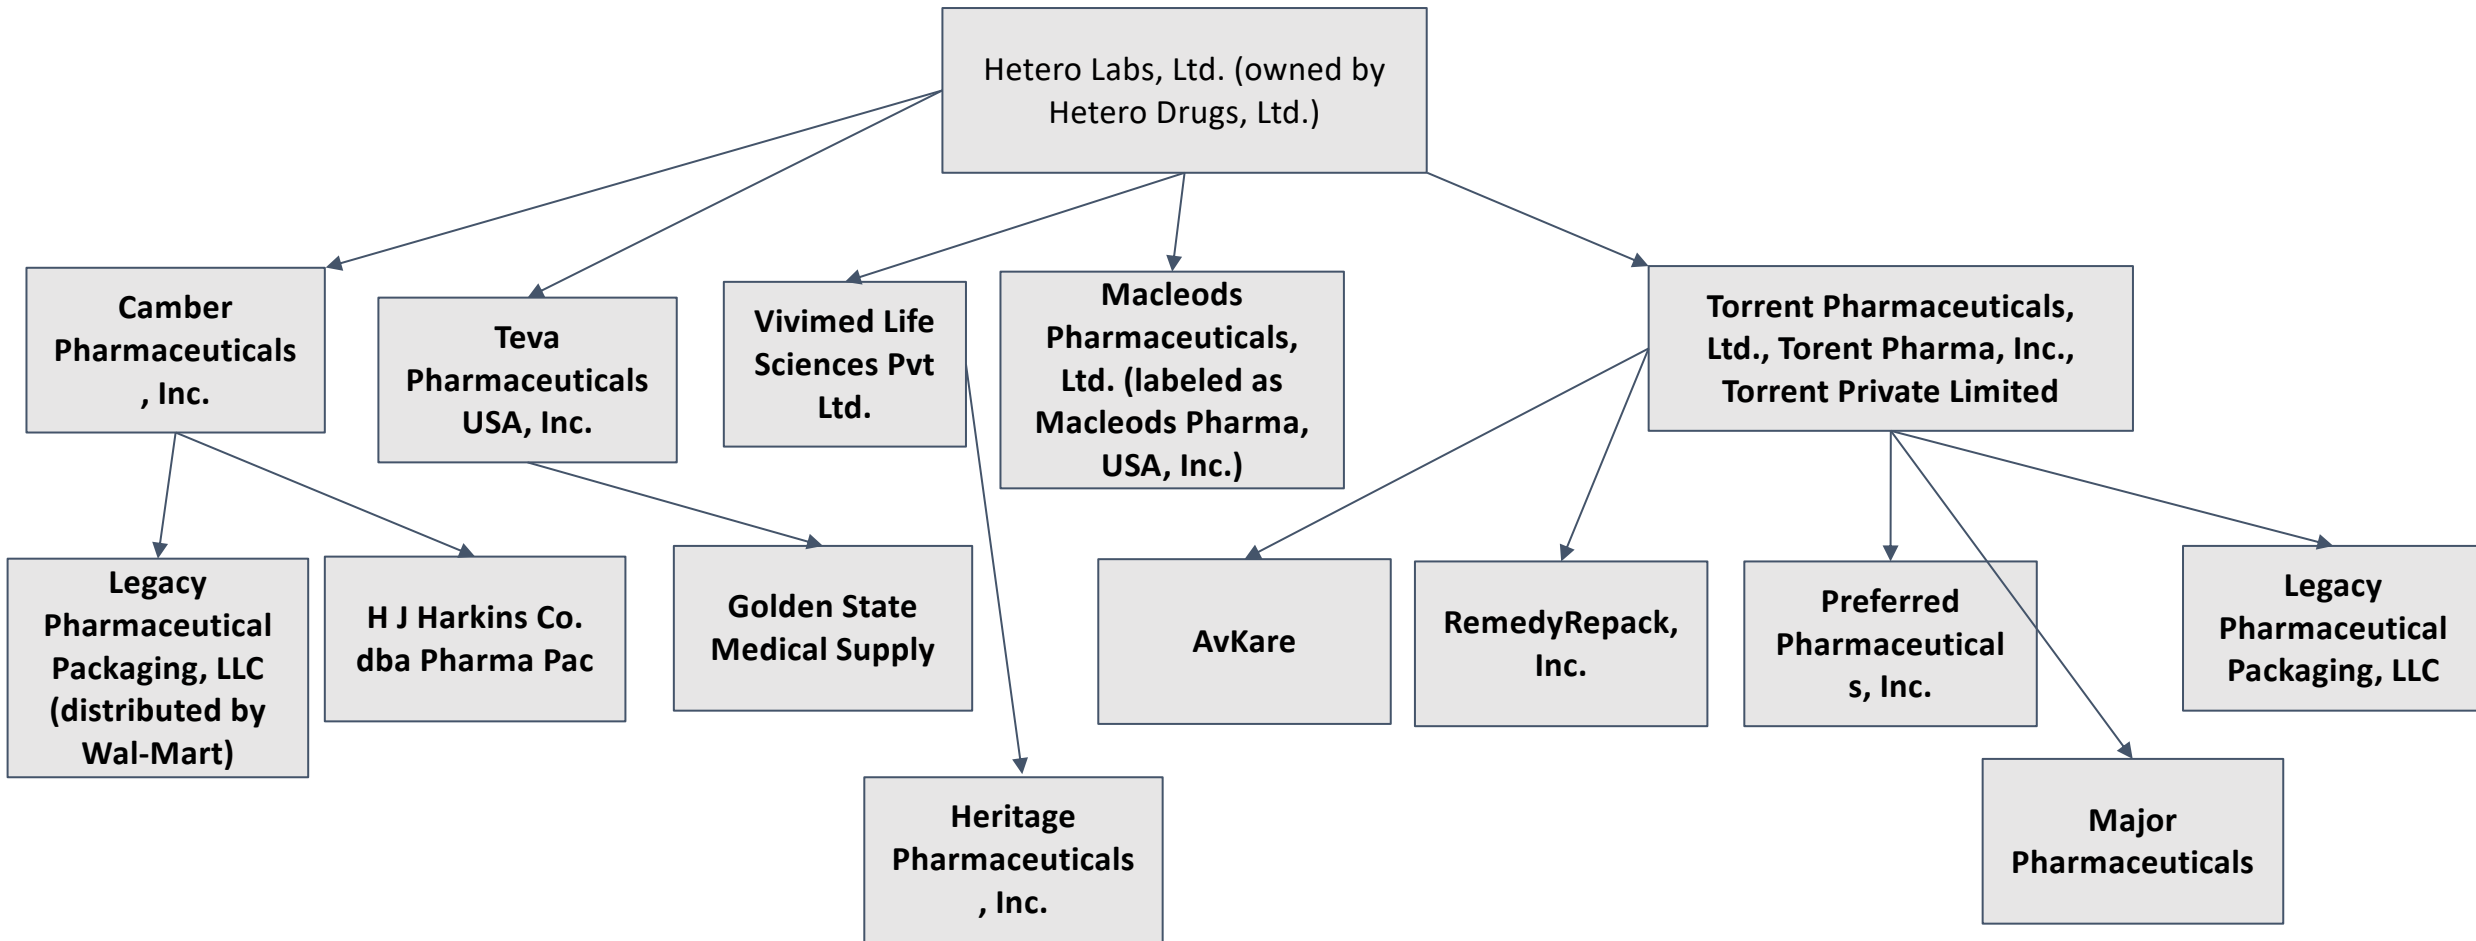 Hetero Labs, Ltd. (owned by
Hetero Drugs, Ltd.)
Camber
Pharmaceuticals
, Inc.
Teva
Pharmaceuticals
USA, Inc.
Vivimed Life
Sciences Pvt
Ltd.
Macleods
Pharmaceuticals,
Ltd. (labeled as
Macleods Pharma,
USA, Inc.)
Torrent Pharmaceuticals,
Ltd., Torent Pharma, Inc.,
Torrent Private Limited
Legacy
Pharmaceutical
Packaging, LLC
(distributed by
Wal-Mart)
H J Harkins Co.
dba Pharma Pac
Golden State
Medical Supply
AvKare
RemedyRepack,
Inc.
Preferred
Pharmaceutical
s, Inc.
Legacy
Pharmaceutical
Packaging, LLC
Heritage
Pharmaceuticals
, Inc.
Major
Pharmaceuticals